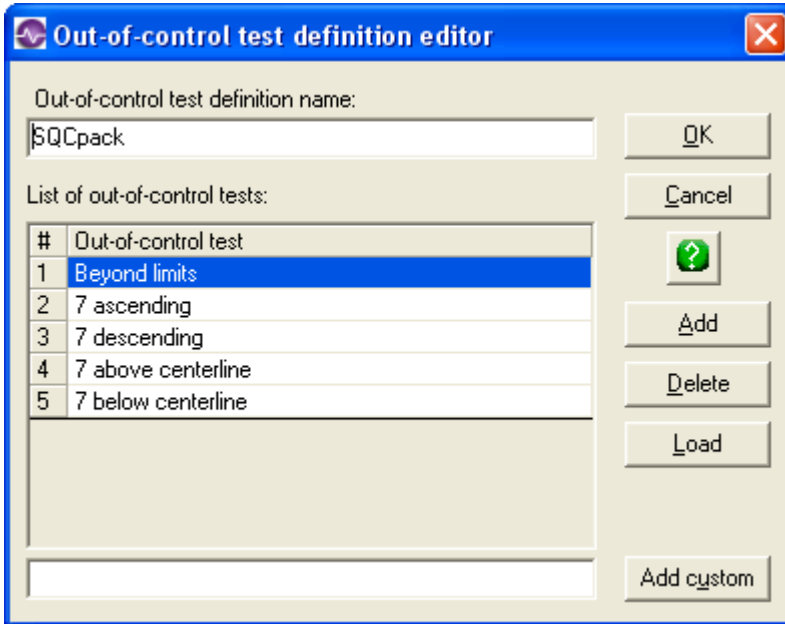 Out-of-control test definition editor
Out-of-control test definition name:
SQCpack
OK
List of out-of-control tests:
Cancel
# Out-of-control test
1 Beyond limits
?
2 7 ascending
3 7 descending
Add
4 7 above centerline
5 7 below centerline
Delete
Load
Add custom